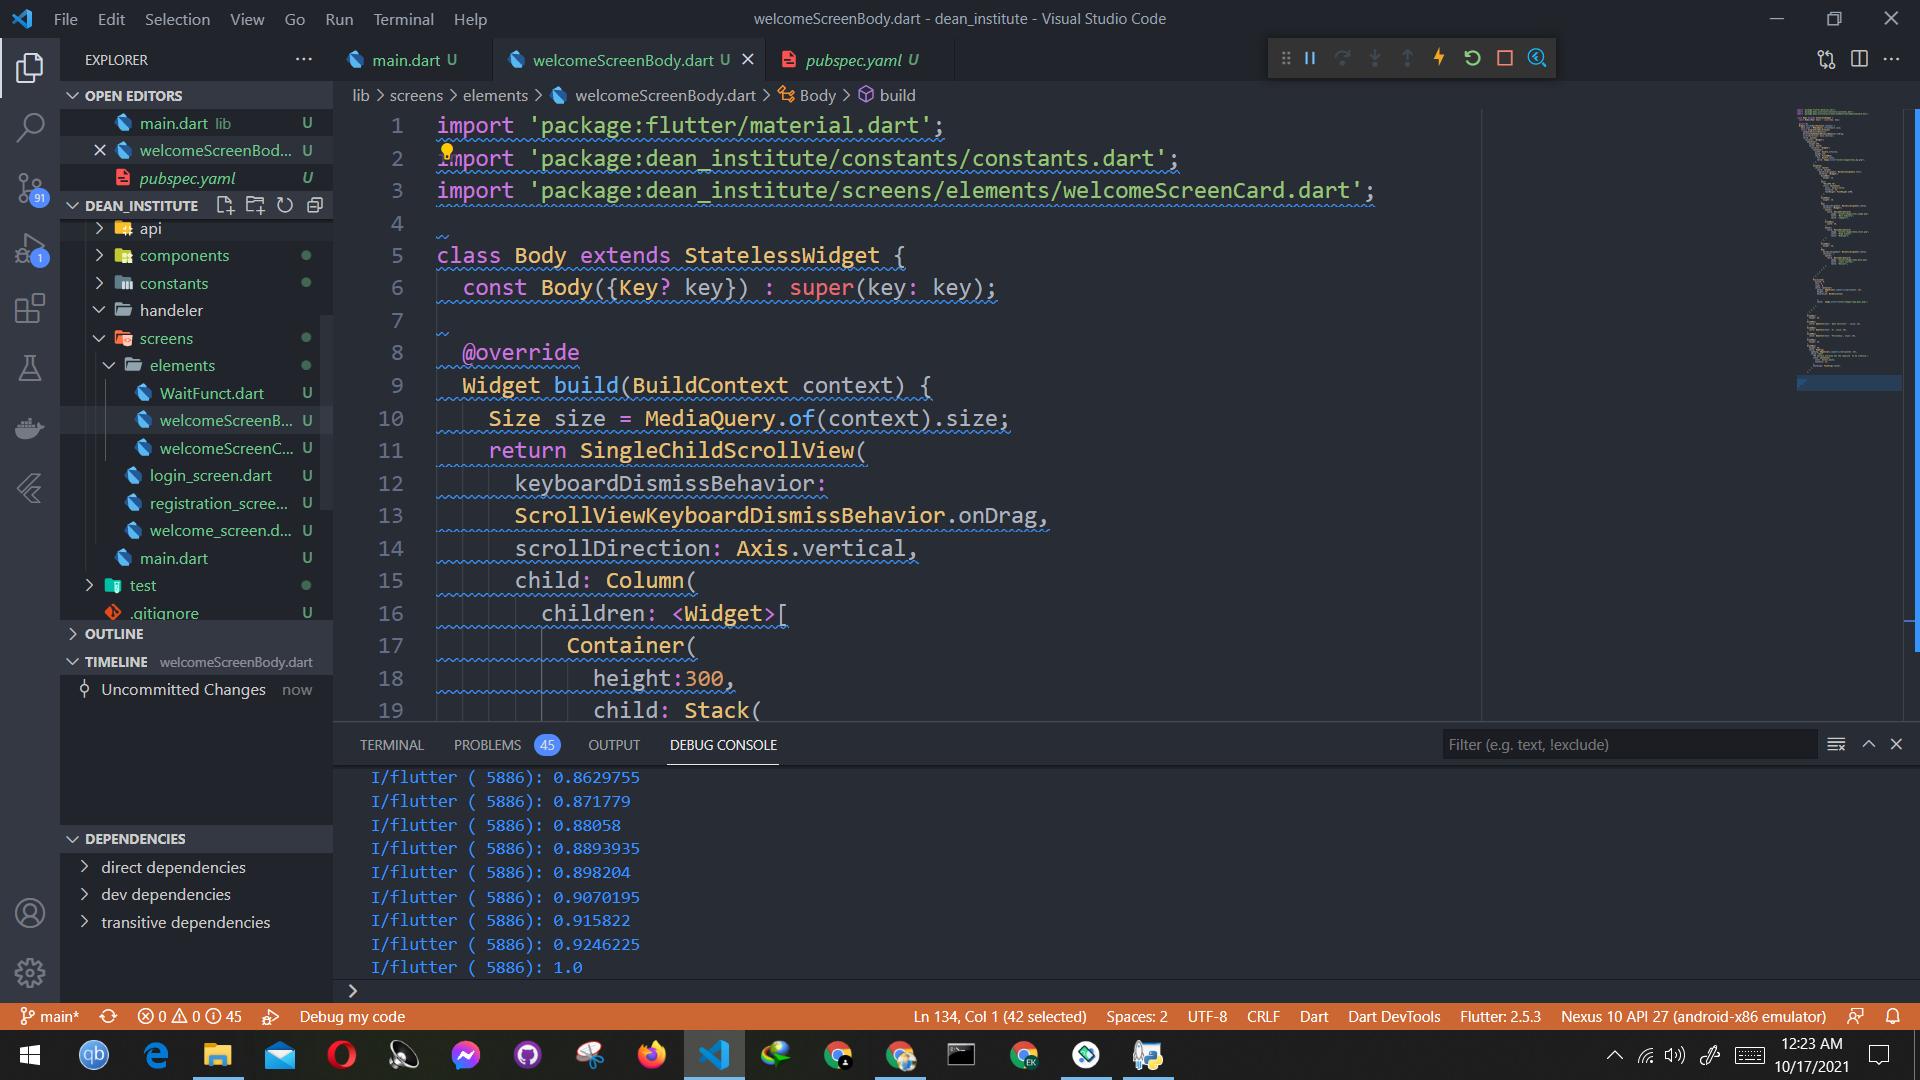 File Edit Selection View Go Run Terminal Help
welcomeScreenBody.dart - dean_institute - Visual Studio Code
EXPLORER
OPEN EDITORS
main.dart lib U
welcomeScreenBod... U
pubspec.yaml U
DEAN_INSTITUTE
api
components
constants
handeler
screens
elements
WaitFunct.dart U
welcomeScreenB... U
welcomeScreenC... U
login_screen.dart U
registration_scree... U
welcome_screen.d... U
main.dart U
test
.gitignore U
OUTLINE
TIMELINE welcomeScreenBody.dart
Uncommitted Changes now
DEPENDENCIES
direct dependencies
dev dependencies
transitive dependencies
91
1
main.dart U
welcomeScreenBody.dart U
pubspec.yaml U
lib > screens > elements > welcomeScreenBody.dart > Body > build
1 import 'package:flutter/material.dart';
2 import 'package:dean_institute/constants/constants.dart';
3 import 'package:dean_institute/screens/elements/welcomeScreenCard.dart';
4
5 class Body extends StatelessWidget {
6 const Body({Key? key}) : super(key: key);
7
8 @override
9 Widget build(BuildContext context) {
10 Size size = MediaQuery.of(context).size;
11 return SingleChildScrollView(
12 keyboardDismissBehavior:
13 ScrollViewKeyboardDismissBehavior.onDrag,
14 scrollDirection: Axis.vertical,
15 child: Column(
16 children: <Widget>[
17 Container(
18 height:300,
19 child: Stack(
TERMINAL PROBLEMS 45 OUTPUT DEBUG CONSOLE
Filter (e.g. text, !exclude)
I/flutter ( 5886): 0.8629755
I/flutter ( 5886): 0.871779
I/flutter ( 5886): 0.88058
I/flutter ( 5886): 0.8893935
I/flutter ( 5886): 0.898204
I/flutter ( 5886): 0.9070195
I/flutter ( 5886): 0.915822
I/flutter ( 5886): 0.9246225
I/flutter ( 5886): 1.0
>
main* 0 0 45 Debug my code
Ln 134, Col 1 (42 selected) Spaces: 2 UTF-8 CRLF Dart Dart DevTools Flutter: 2.5.3 Nexus 10 API 27 (android-x86 emulator)
qb
EK
12:23 AM
10/17/2021